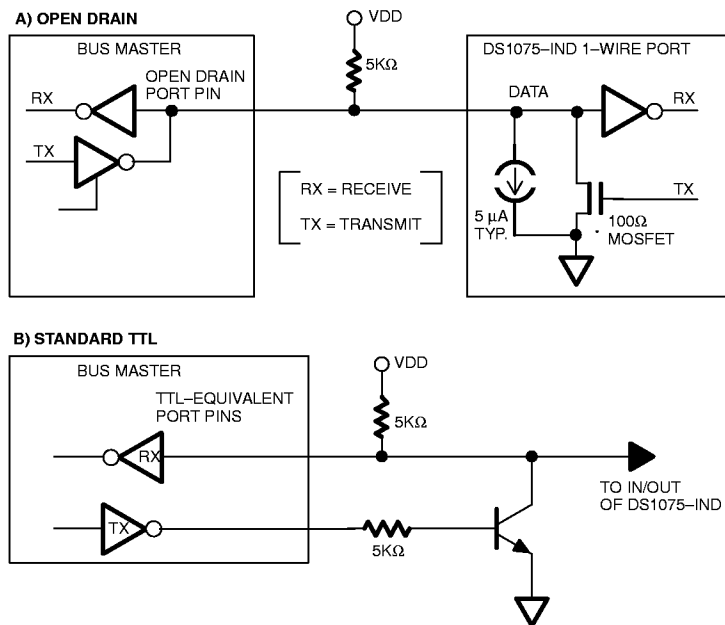 A) OPEN DRAIN
BUS MASTER
OPEN DRAIN
PORT PIN
RX
TX
VDD
5KΩ
RX = RECEIVE
TX = TRANSMIT
DS1075–IND 1–WIRE PORT
DATA
RX
TX
5 µA
TYP.
100Ω
MOSFET
B) STANDARD TTL
BUS MASTER
TTL–EQUIVALENT
PORT PINS
RX
TX
VDD
5KΩ
5KΩ
TO IN/OUT
OF DS1075–IND